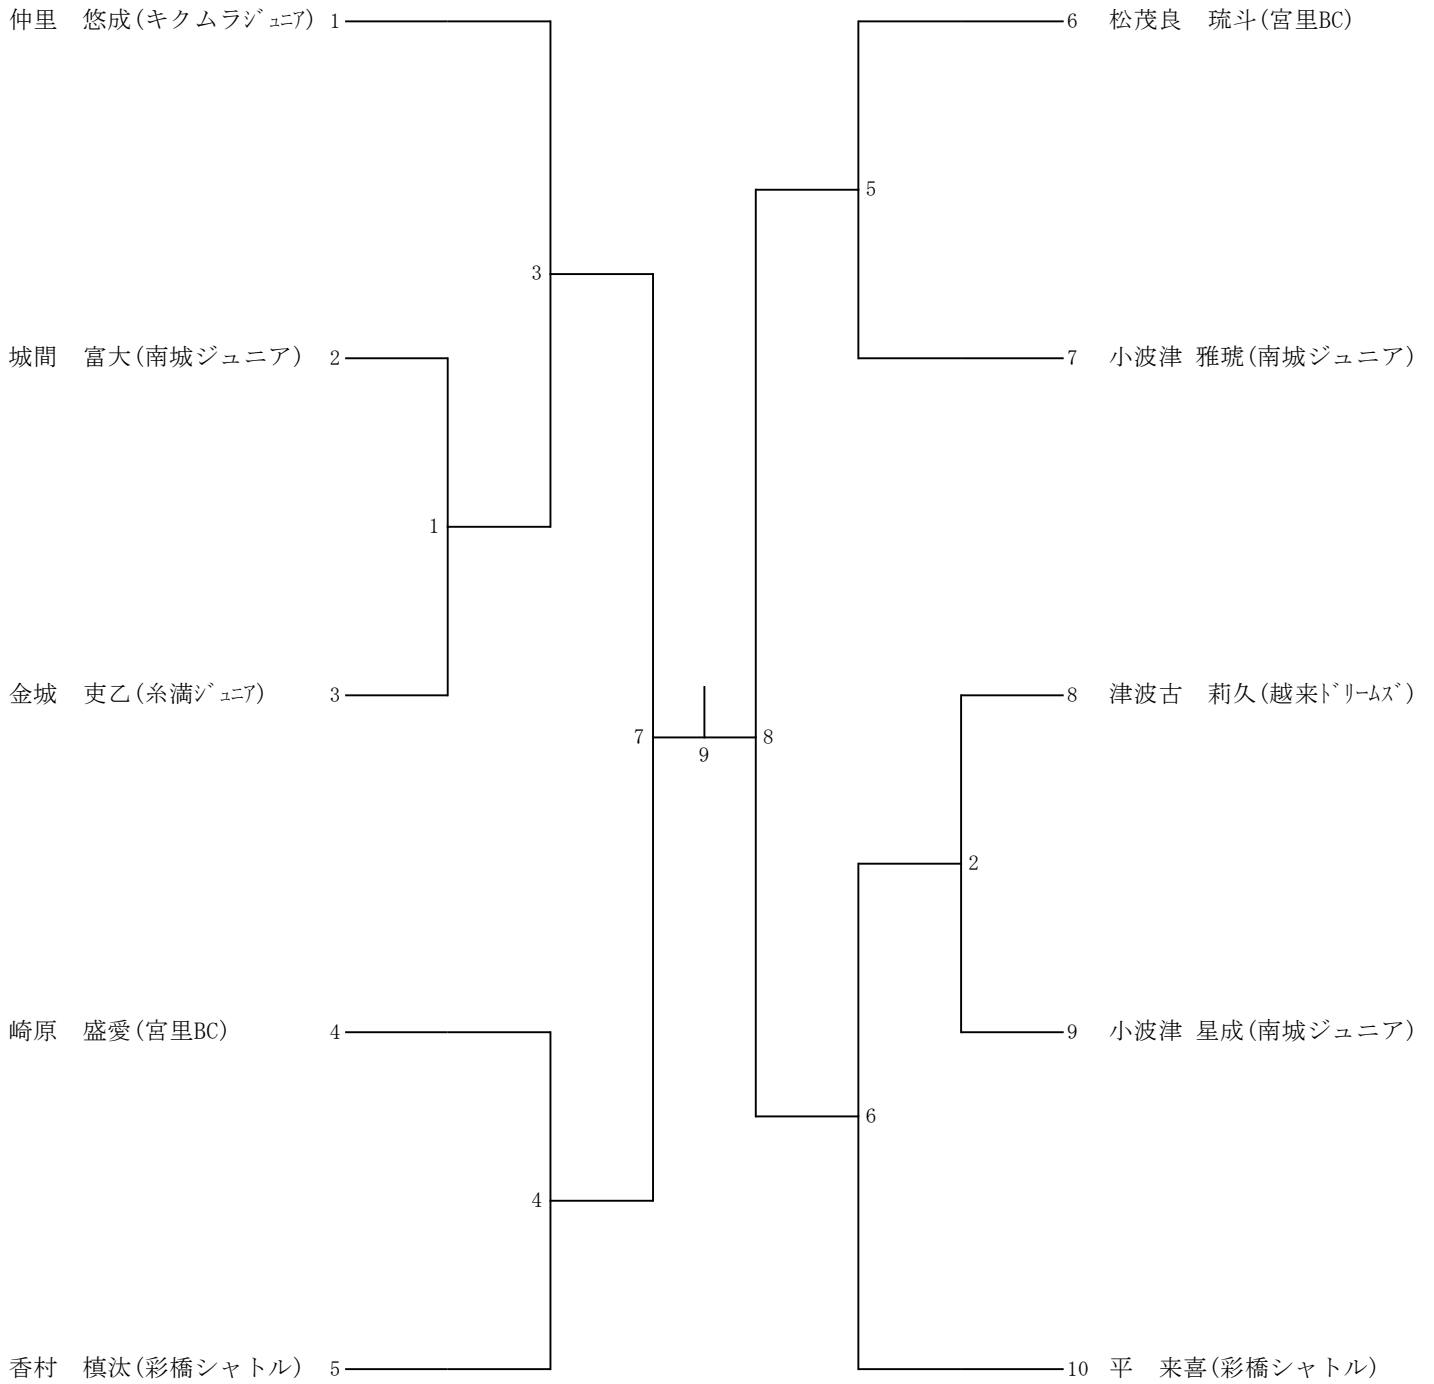 仲里　悠成(キクムラｼﾞｭﾆｱ) 1
城間　富大(南城ジュニア) 2
金城　吏乙(糸満ｼﾞｭﾆｱ) 3
崎原　盛愛(宮里BC) 4
香村　槙汰(彩橋シャトル) 5
1
3
4
7
9
8
5
2
6
6 松茂良　琉斗(宮里BC)
7 小波津 雅琥(南城ジュニア)
8 津波古　莉久(越来ﾄﾞﾘｰﾑｽﾞ)
9 小波津 星成(南城ジュニア)
10 平　来喜(彩橋シャトル)